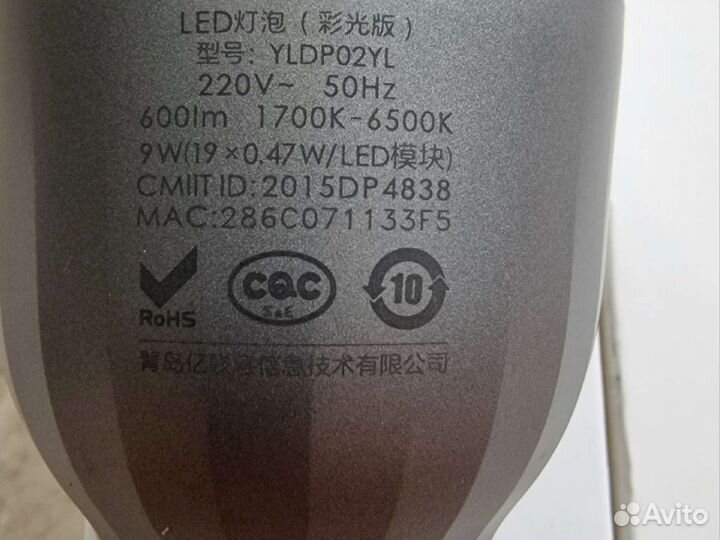 LED灯泡（彩光版）
型号：YLDP02YL
220V~ 50Hz
600lm 1700K-6500K
9W(19×0.47W/LED模块)
CMIIT ID:2015DP4838
MAC:286C071133F5
RoHS
CQC
S&E
10
青岛亿联客信息技术有限公司
Avito